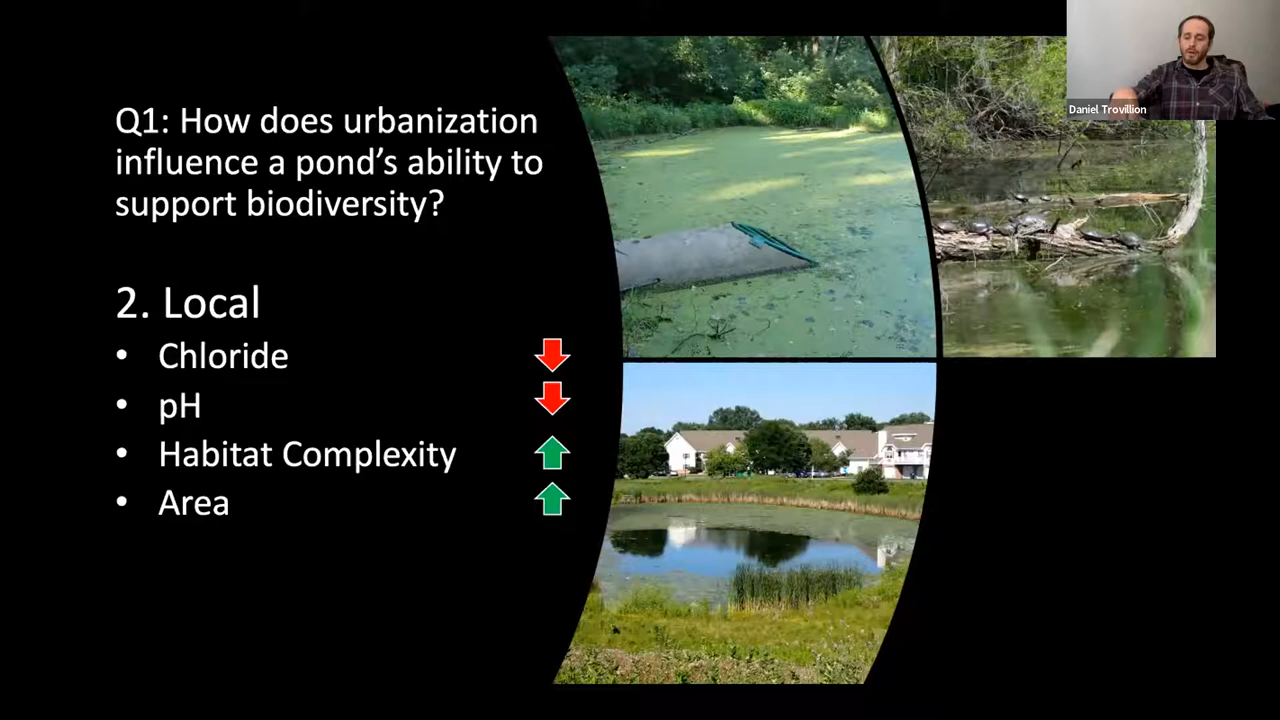 Q1: How does urbanization
influence a pond’s ability to
support biodiversity?
2. Local
• Chloride
• pH
• Habitat Complexity
• Area
Daniel Trovillion